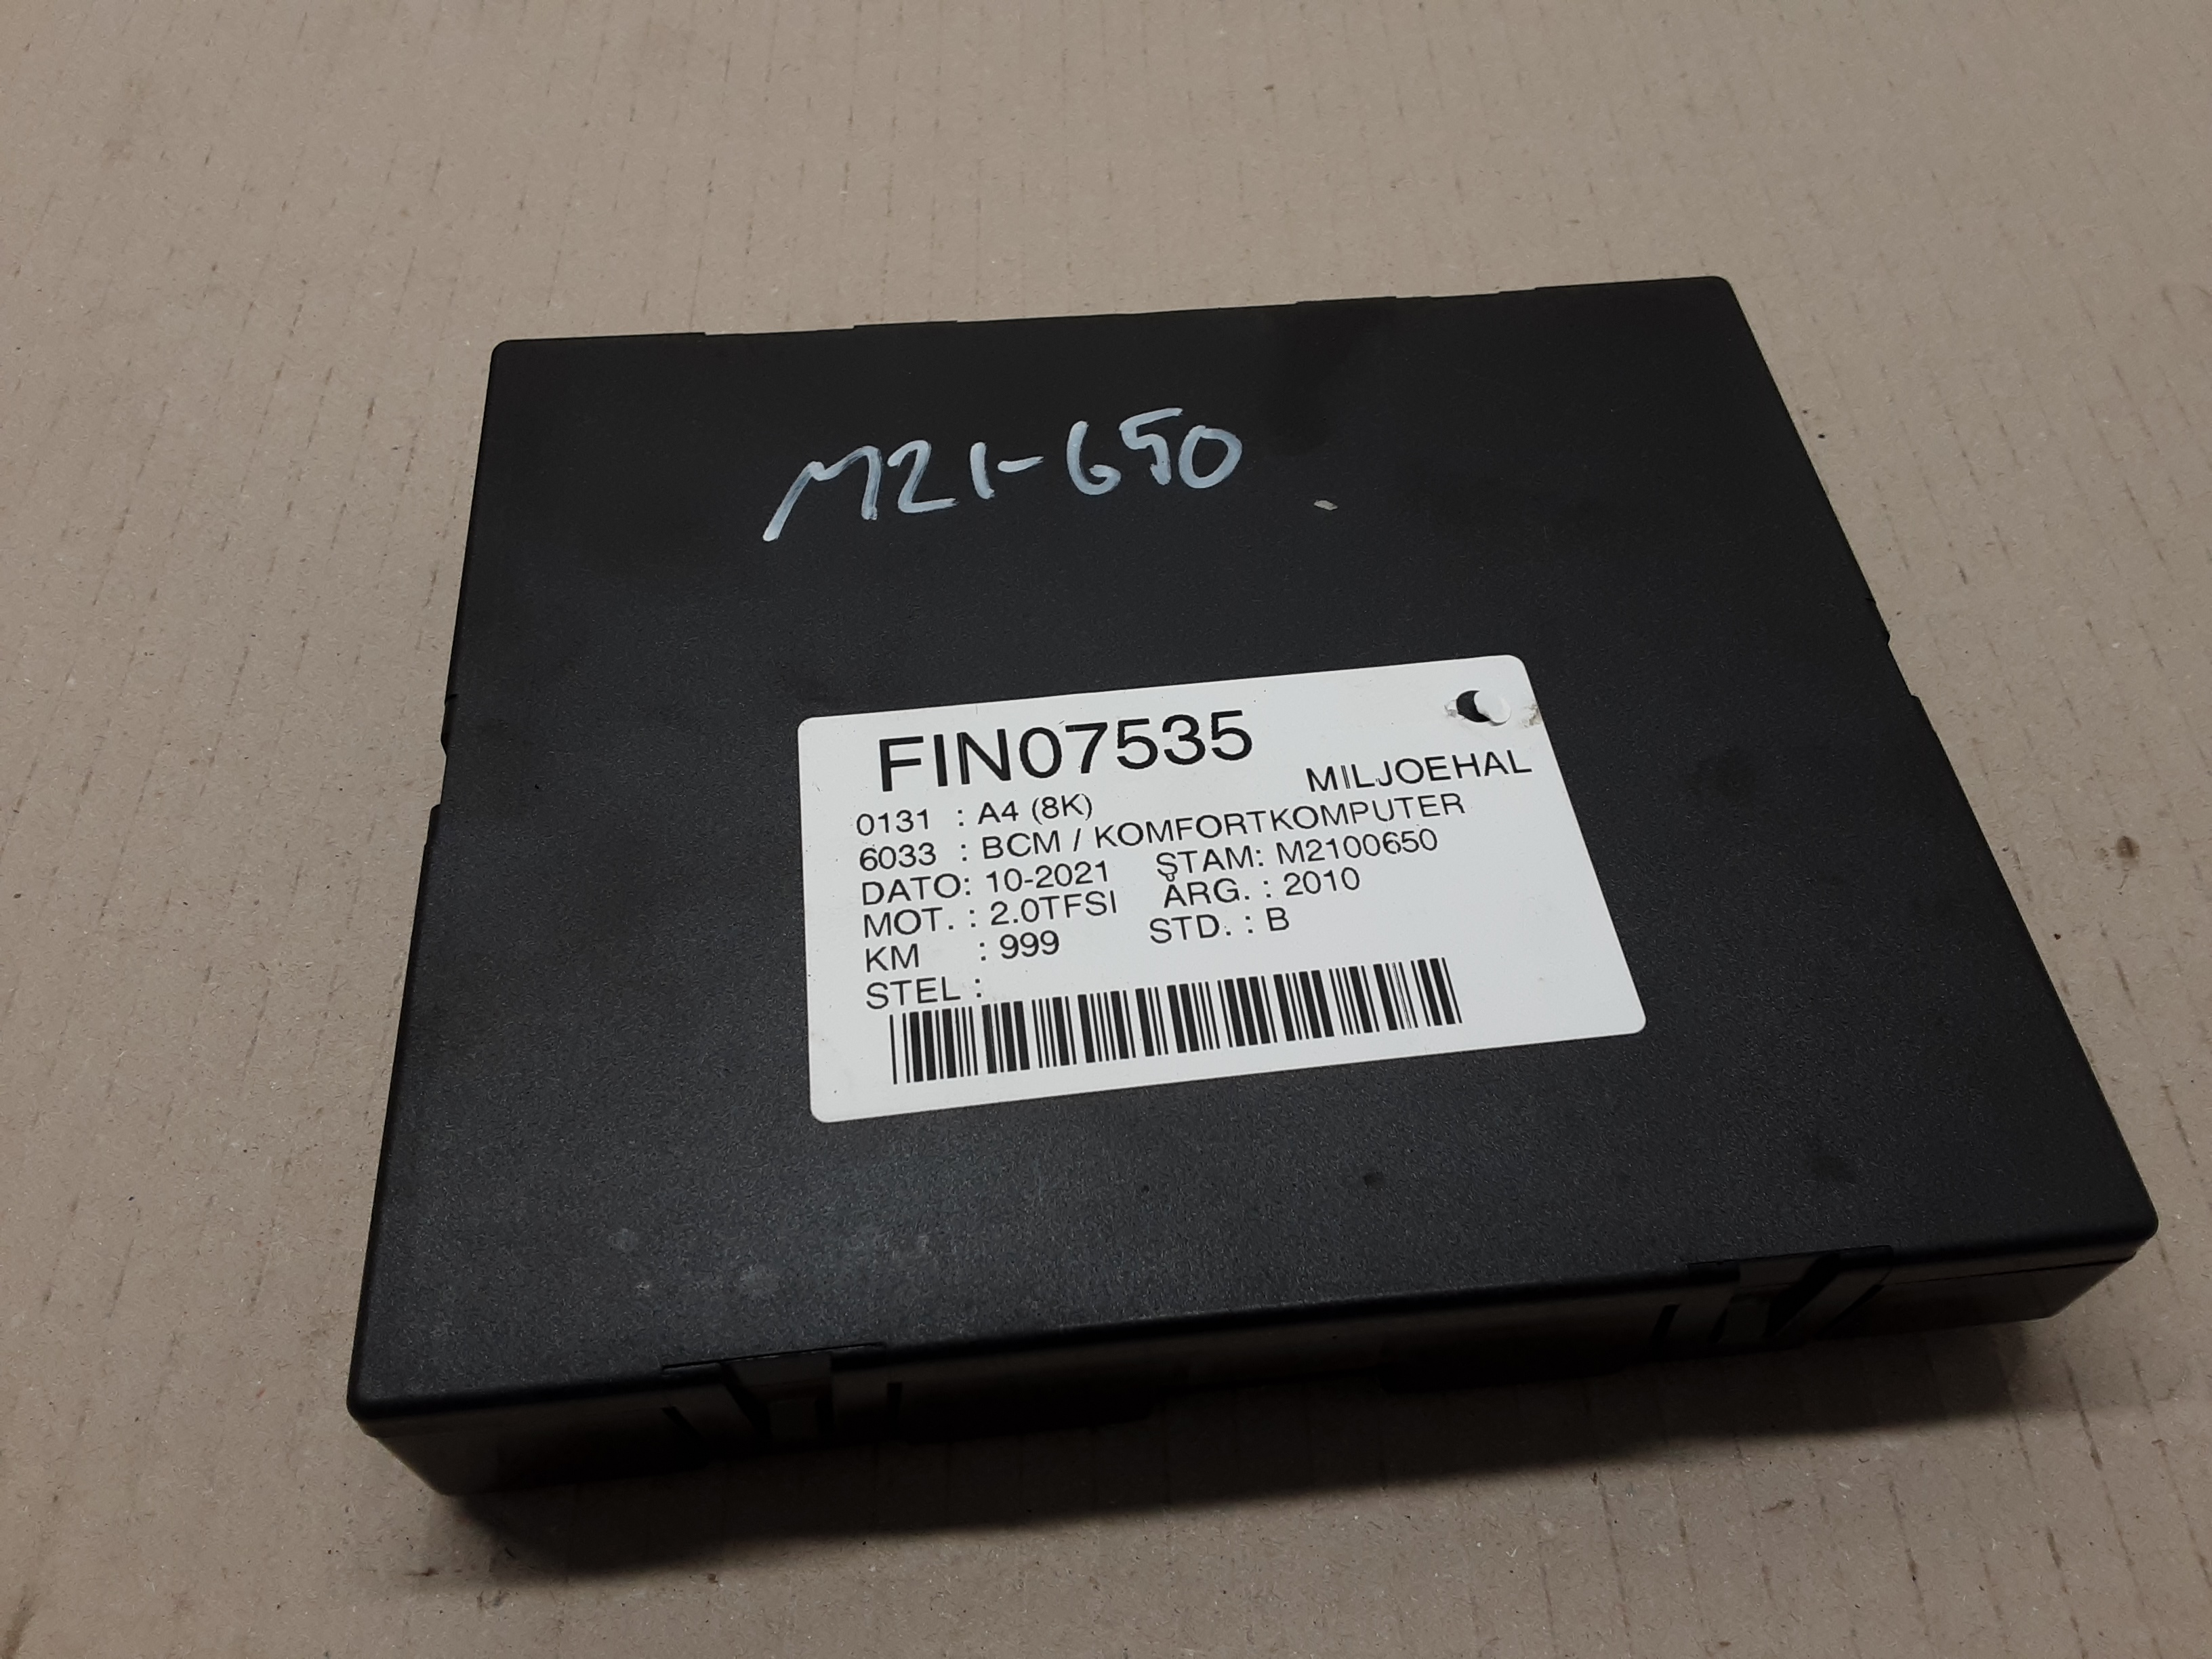 M21-650
FIN07535
MILJOEHAL
0131 : A4 (8K)
6033 : BCM / KOMFORTKOMPUTER
DATO: 10-2021 STAM: M2100650
MOT. : 2.0TFSI ÅRG. : 2010
KM : 999 STD. : B
STEL :